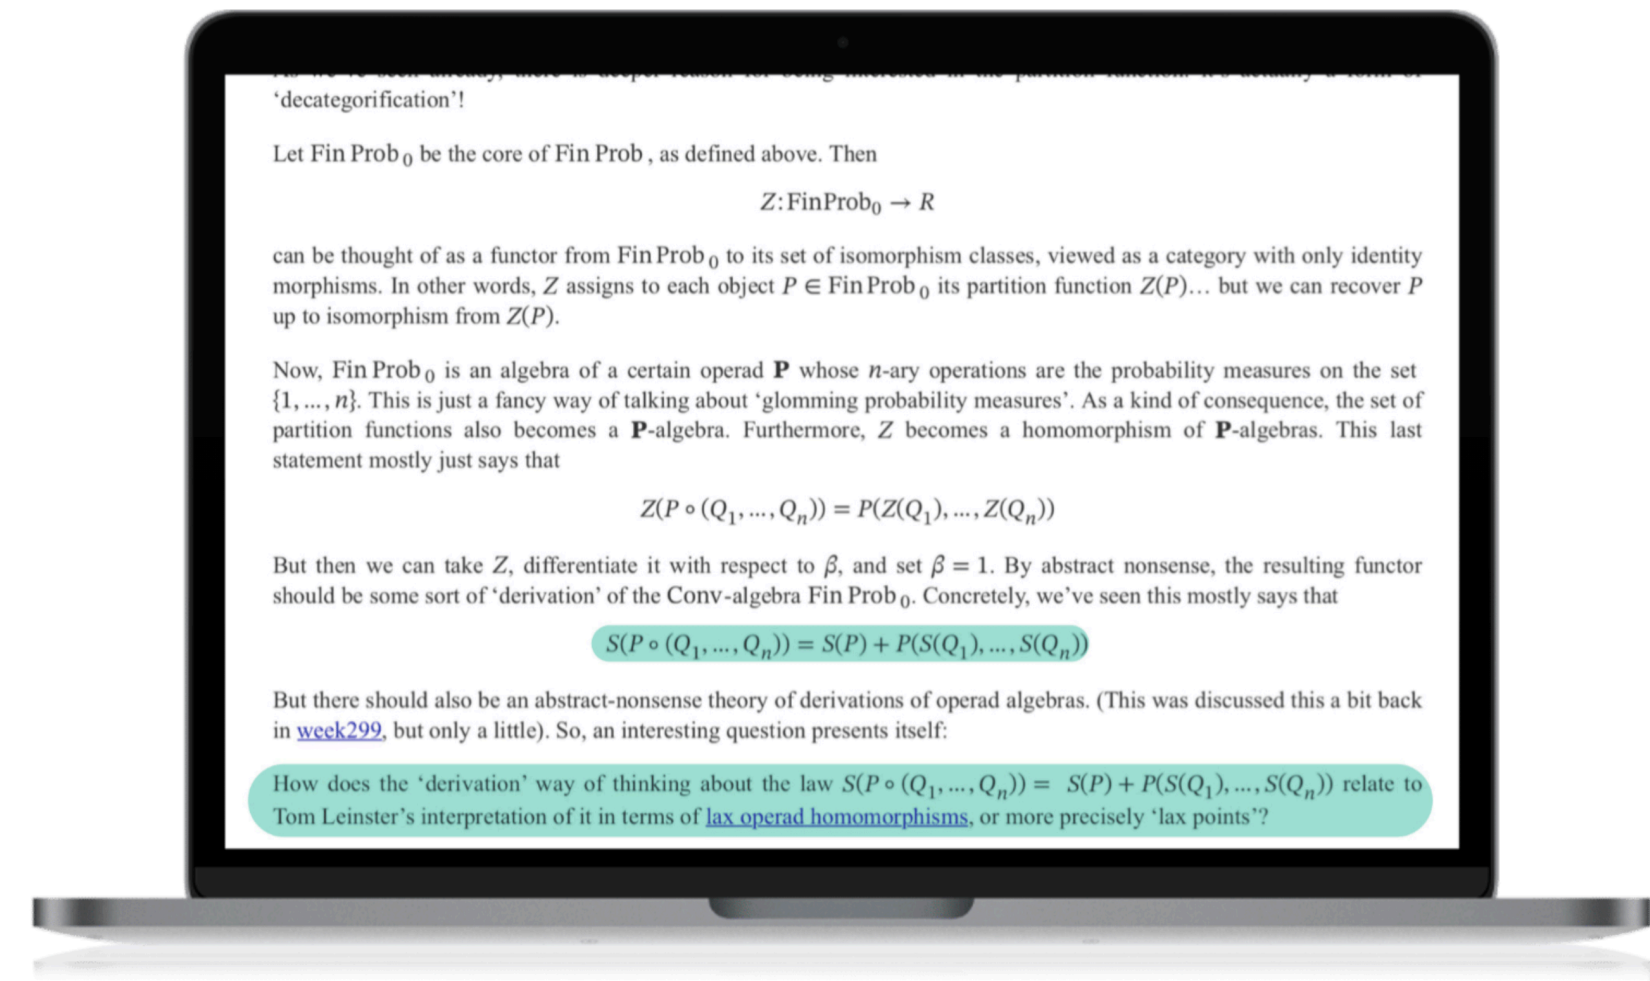 'decategorification'!
Let Fin Prob₀ be the core of Fin Prob , as defined above. Then
Z: FinProb₀ → R
can be thought of as a functor from Fin Prob₀ to its set of isomorphism classes, viewed as a category with only identity
morphisms. In other words, Z assigns to each object P ∈ Fin Prob₀ its partition function Z(P)… but we can recover P
up to isomorphism from Z(P).
Now, Fin Prob₀ is an algebra of a certain operad P whose n-ary operations are the probability measures on the set
{1, ..., n}. This is just a fancy way of talking about 'glomming probability measures'. As a kind of consequence, the set of
partition functions also becomes a P-algebra. Furthermore, Z becomes a homomorphism of P-algebras. This last
statement mostly just says that
Z(P ∘ (Q₁, ..., Qₙ)) = P(Z(Q₁), ..., Z(Qₙ))
But then we can take Z, differentiate it with respect to β, and set β = 1. By abstract nonsense, the resulting functor
should be some sort of 'derivation' of the Conv-algebra Fin Prob₀. Concretely, we've seen this mostly says that
S(P ∘ (Q₁, ..., Qₙ)) = S(P) + P(S(Q₁), ..., S(Qₙ))
But there should also be an abstract-nonsense theory of derivations of operad algebras. (This was discussed this a bit back
in week299, but only a little). So, an interesting question presents itself:
How does the 'derivation' way of thinking about the law S(P ∘ (Q₁, ..., Qₙ)) = S(P) + P(S(Q₁), ..., S(Qₙ)) relate to
Tom Leinster's interpretation of it in terms of lax operad homomorphisms, or more precisely 'lax points'?